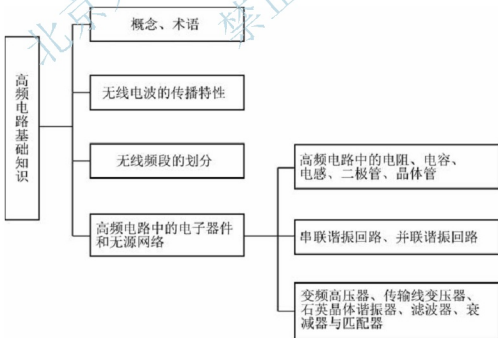 北京
禁止
高频电路基础知识
概念、术语
无线电波的传播特性
无线频段的划分
高频电路中的电子器件
和无源网络
高频电路中的电阻、电容、
电感、二极管、晶体管
串联谐振回路、并联谐振回路
变频高压器、传输线变压器、
石英晶体谐振器、滤波器、衰
减器与匹配器